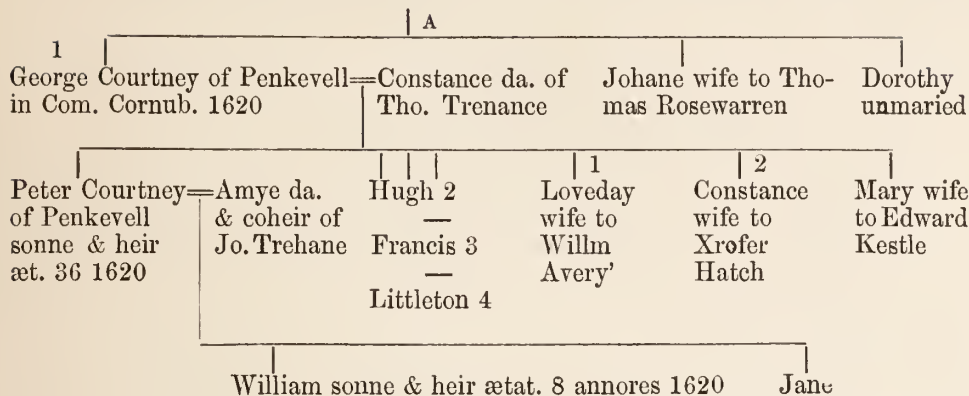 A
1
George Courtney of Penkevell=Constance da. of
in Com. Cornub. 1620 Tho. Trenance
Johane wife to Tho-
mas Rosewarren
Dorothy
unmaried
Peter Courtney=Amye da.
of Penkevell & coheir of
sonne & heir Jo. Trehane
æt. 36 1620
Hugh 2
—
Francis 3
—
Littleton 4
1
Loveday
wife to
Willm
Avery'
2
Constance
wife to
Xrofer
Hatch
Mary wife
to Edward
Kestle
William sonne & heir ætat. 8 annores 1620 Jane